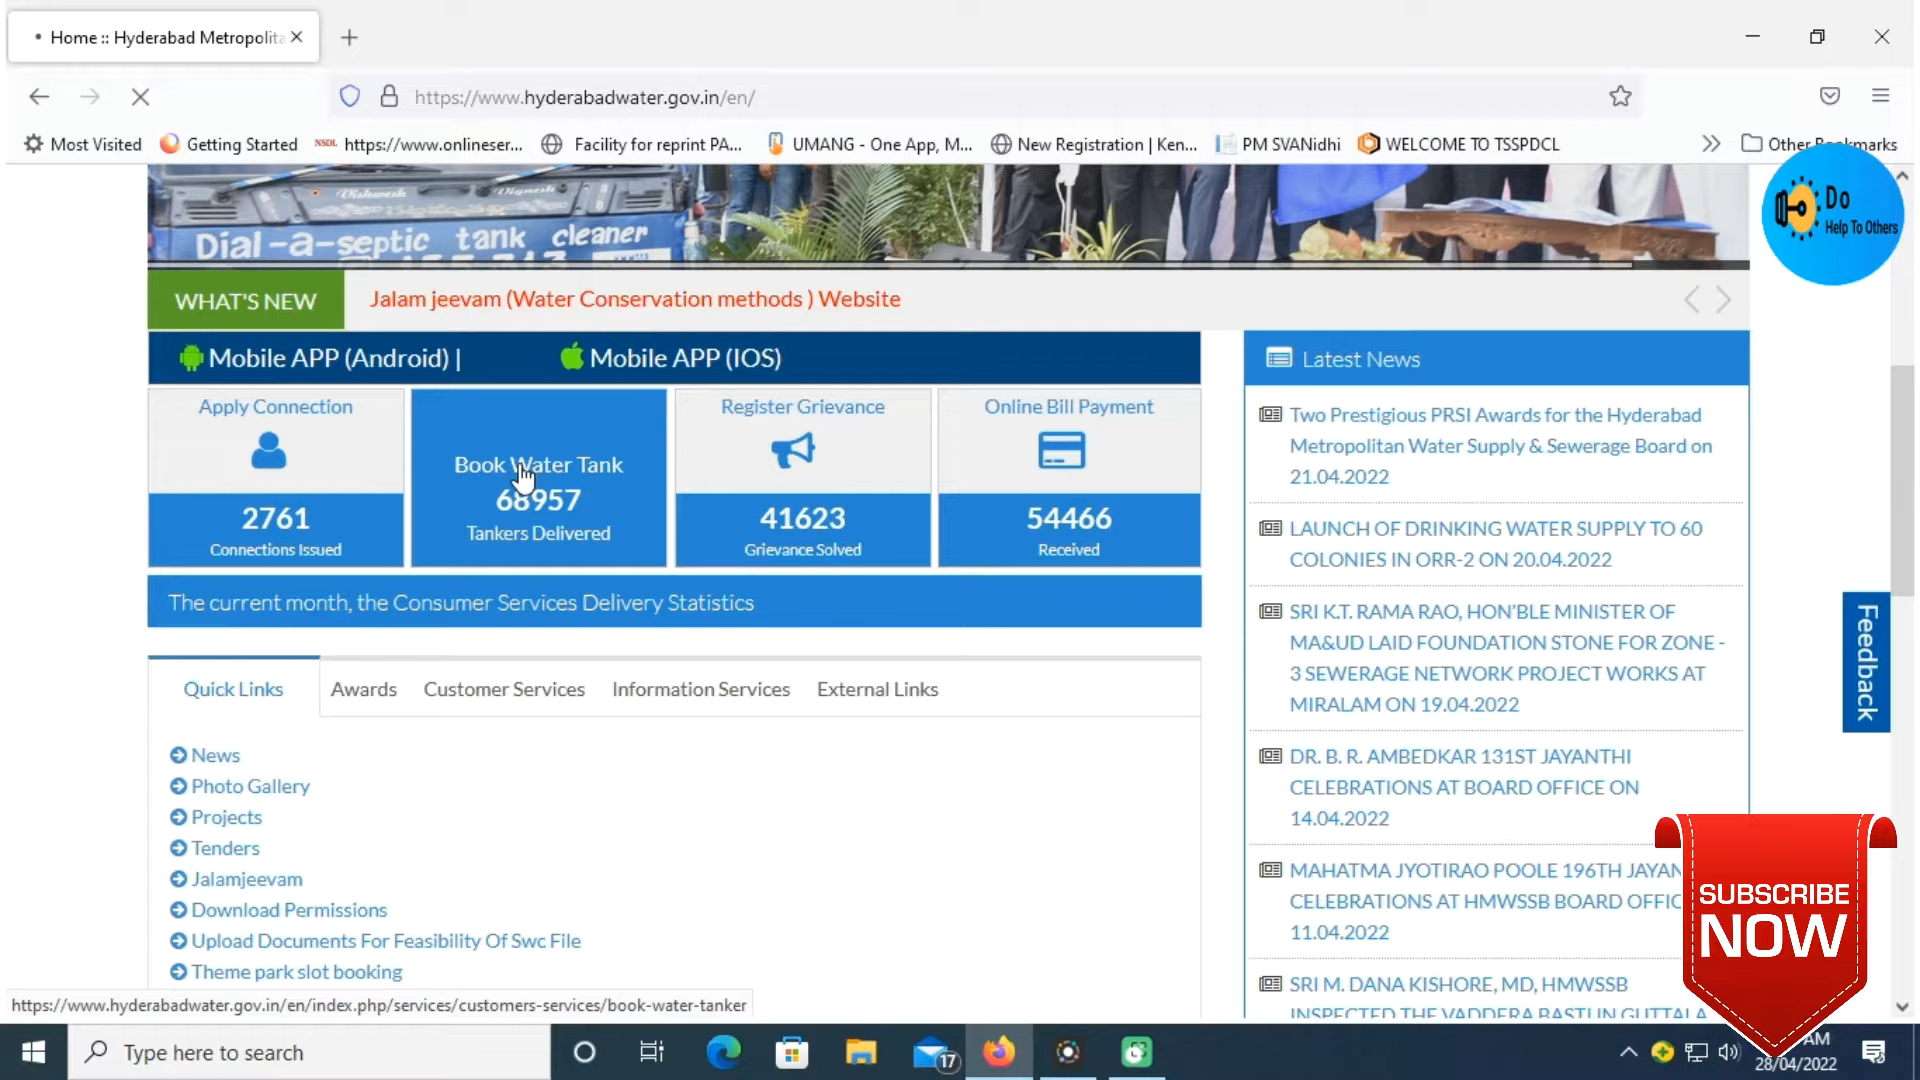 Home :: Hyderabad Metropolita
https://www.hyderabadwater.gov.in/en/
Most Visited
Getting Started
NSDL https://www.onlineser...
Facility for reprint PA...
UMANG - One App, M...
New Registration | Ken...
PM SVANidhi
WELCOME TO TSSPDCL
Other Bookmarks
Do
Help To Others
Vishwesh
Vignesh
Dial-a-septic tank cleaner
WHAT'S NEW
Jalam jeevam (Water Conservation methods ) Website
Mobile APP (Android) |
Mobile APP (IOS)
Apply Connection
2761
Connections Issued
Book Water Tank
68957
Tankers Delivered
Register Grievance
41623
Grievance Solved
Online Bill Payment
54466
Received
The current month, the Consumer Services Delivery Statistics
Quick Links
Awards
Customer Services
Information Services
External Links
News
Photo Gallery
Projects
Tenders
Jalamjeevam
Download Permissions
Upload Documents For Feasibility Of Swc File
Theme park slot booking
Latest News
Two Prestigious PRSI Awards for the Hyderabad
Metropolitan Water Supply & Sewerage Board on
21.04.2022
LAUNCH OF DRINKING WATER SUPPLY TO 60
COLONIES IN ORR-2 ON 20.04.2022
SRI K.T. RAMA RAO, HON'BLE MINISTER OF
MA&UD LAID FOUNDATION STONE FOR ZONE -
3 SEWERAGE NETWORK PROJECT WORKS AT
MIRALAM ON 19.04.2022
DR. B. R. AMBEDKAR 131ST JAYANTHI
CELEBRATIONS AT BOARD OFFICE ON
14.04.2022
MAHATMA JYOTIRAO POOLE 196TH JAYAN
CELEBRATIONS AT HMWSSB BOARD OFFIC
11.04.2022
SRI M. DANA KISHORE, MD, HMWSSB
INSPECTED THE VADDERA BASTI IN GUTTALA
Feedback
SUBSCRIBE
NOW
https://www.hyderabadwater.gov.in/en/index.php/services/customers-services/book-water-tanker
Type here to search
17
AM
28/04/2022